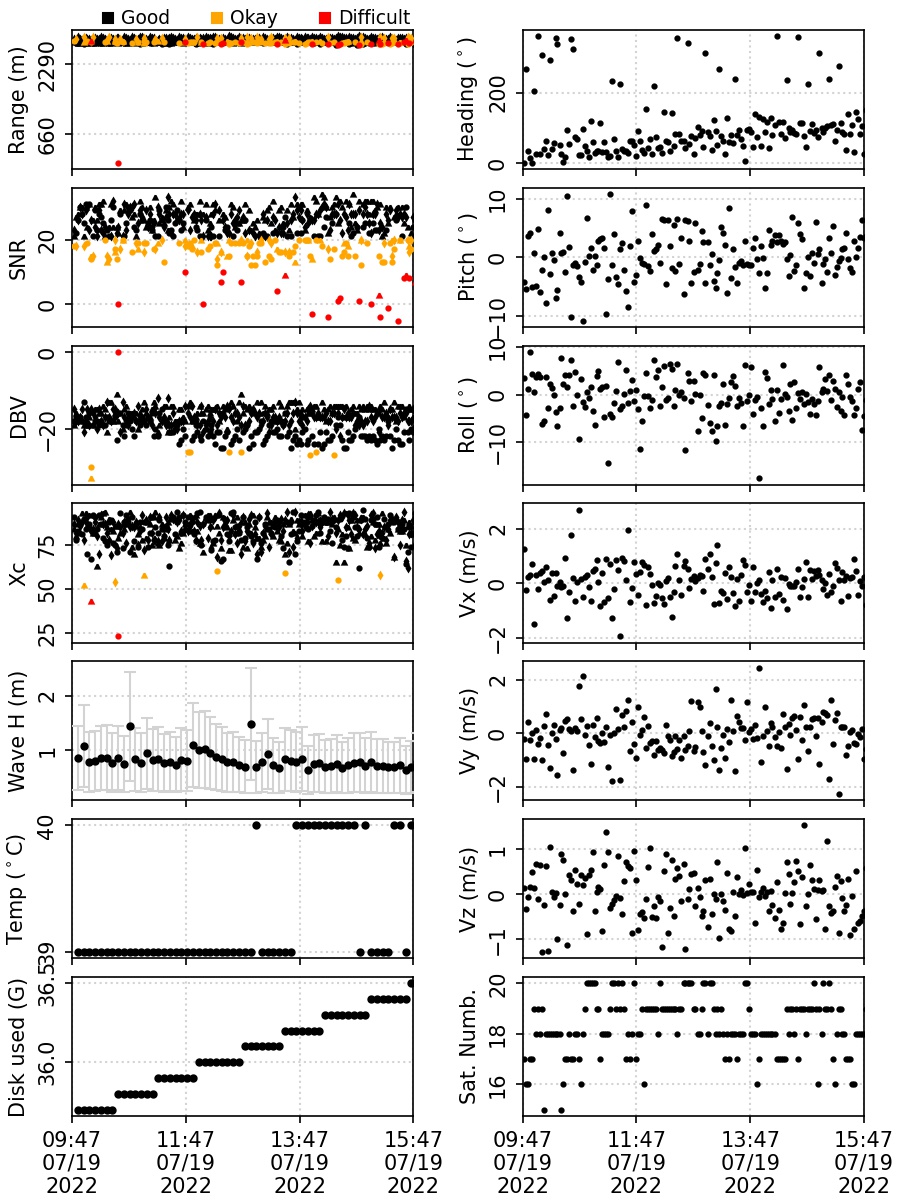 Good Okay Difficult
Range (m)
2290
660
Heading (°)
200
0
SNR
20
0
Pitch (°)
10
0
−10
DBV
0
−20
Roll (°)
10
0
−10
Xc
75
50
25
Vx (m/s)
2
0
−2
Wave H (m)
2
1
Vy (m/s)
2
0
−2
Temp (°C)
40
39
Vz (m/s)
1
0
−1
Disk used (G)
36.5
36.0
Sat. Numb.
20
18
16
09:47 11:47 13:47 15:47
07/19 07/19 07/19 07/19
2022 2022 2022 2022
09:47 11:47 13:47 15:47
07/19 07/19 07/19 07/19
2022 2022 2022 2022